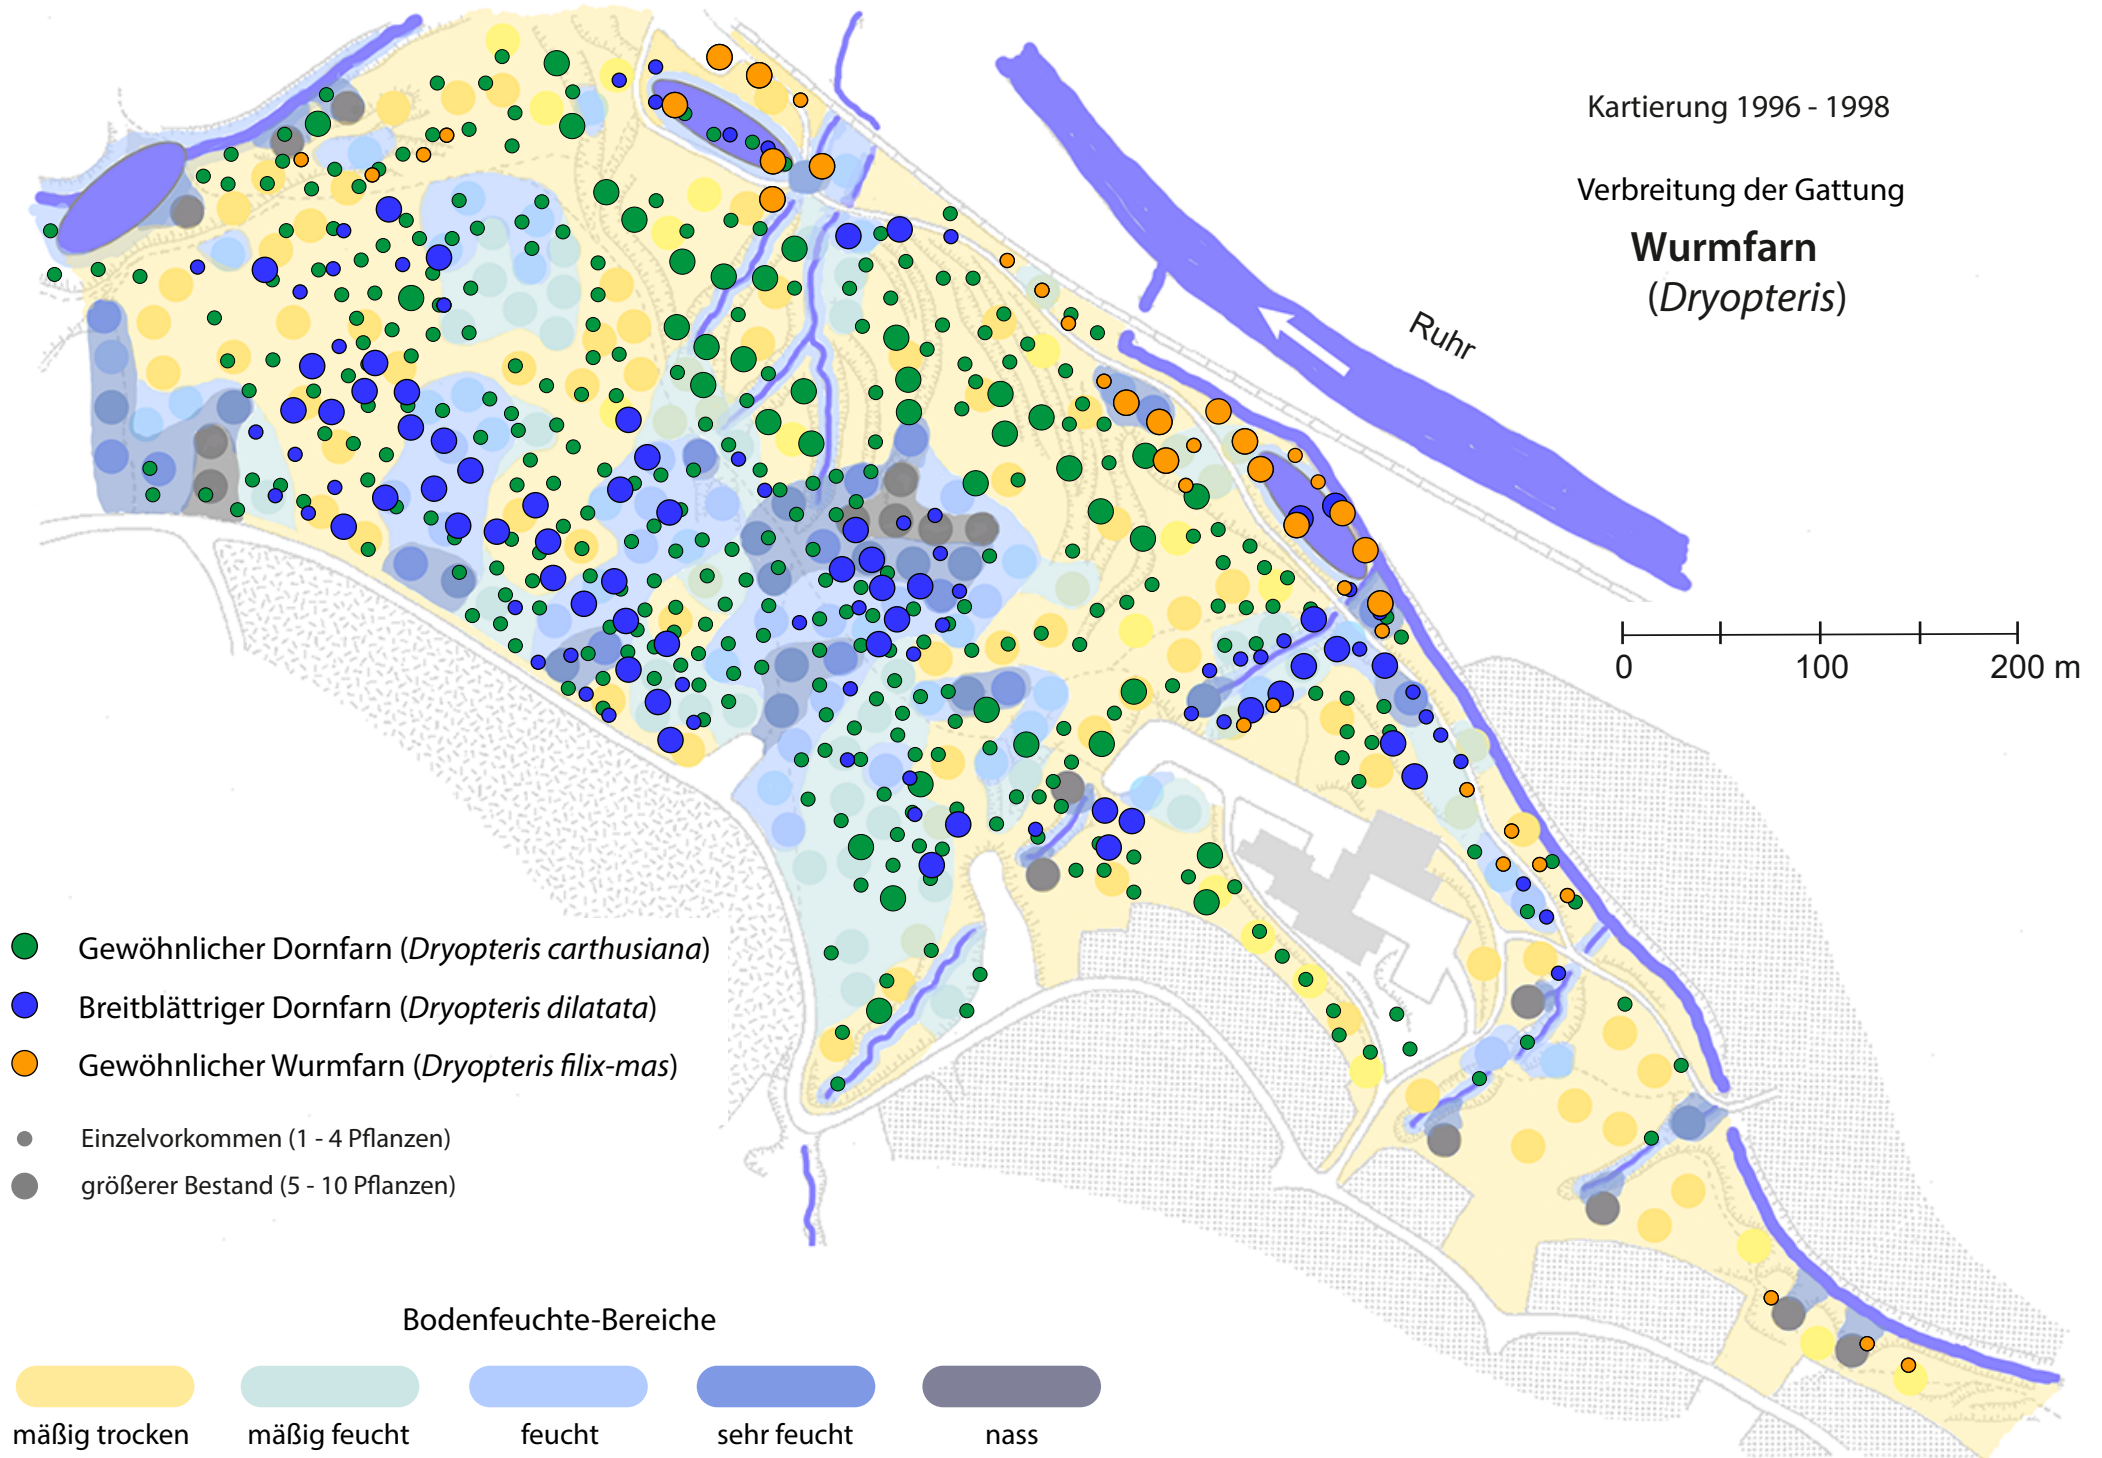 Kartierung 1996 - 1998
Verbreitung der Gattung
Wurmfarn
(Dryopteris)
Ruhr
0 100 200 m
Gewöhnlicher Dornfarn (Dryopteris carthusiana)
Breitblättriger Dornfarn (Dryopteris dilatata)
Gewöhnlicher Wurmfarn (Dryopteris filix-mas)
Einzelvorkommen (1 - 4 Pflanzen)
größerer Bestand (5 - 10 Pflanzen)
Bodenfeuchte-Bereiche
mäßig trocken mäßig feucht feucht sehr feucht nass